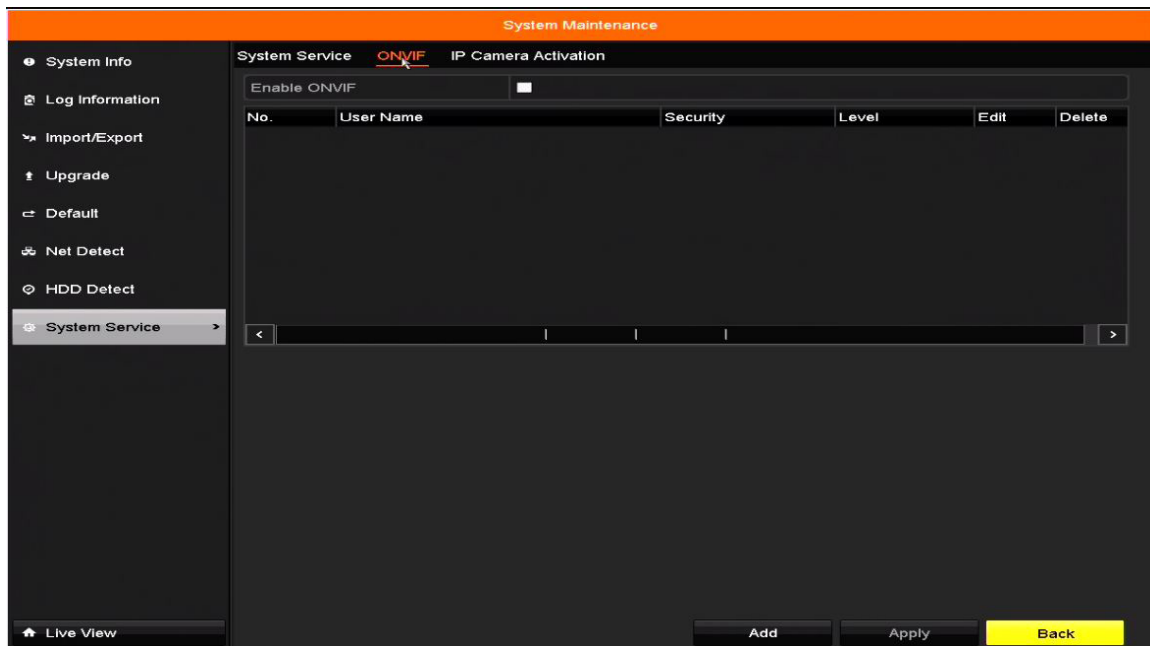 System Maintenance
System Info
Log Information
Import/Export
Upgrade
Default
Net Detect
HDD Detect
System Service >
Live View
System Service ONVIF IP Camera Activation
Enable ONVIF
No. User Name Security Level Edit Delete
< >
Add Apply Back